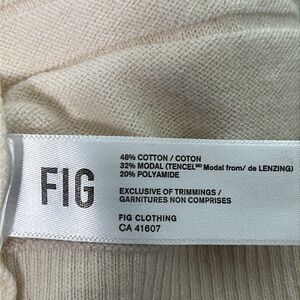 FIG
48% COTTON / COTON
32% MODAL (TENCELᴹᴰ Modal from/ de LENZING)
20% POLYAMIDE
EXCLUSIVE OF TRIMMINGS /
GARNITURES NON COMPRISES
FIG CLOTHING
CA 41607